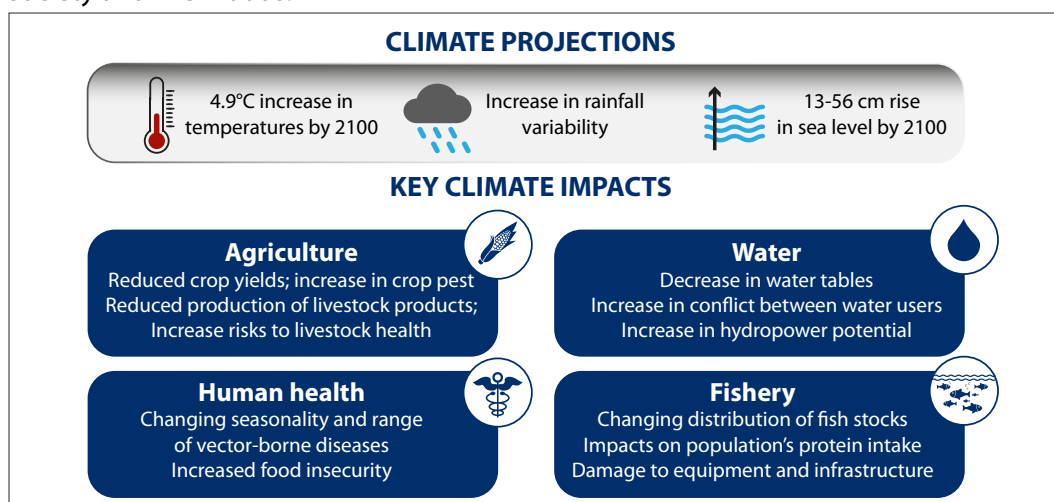 CLIMATE PROJECTIONS
4.9°C increase in
temperatures by 2100
Increase in rainfall
variability
13-56 cm rise
in sea level by 2100
KEY CLIMATE IMPACTS
Agriculture
Reduced crop yields; increase in crop pest
Reduced production of livestock products;
Increase risks to livestock health
Water
Decrease in water tables
Increase in conflict between water users
Increase in hydropower potential
Human health
Changing seasonality and range
of vector-borne diseases
Increased food insecurity
Fishery
Changing distribution of fish stocks
Impacts on population's protein intake
Damage to equipment and infrastructure